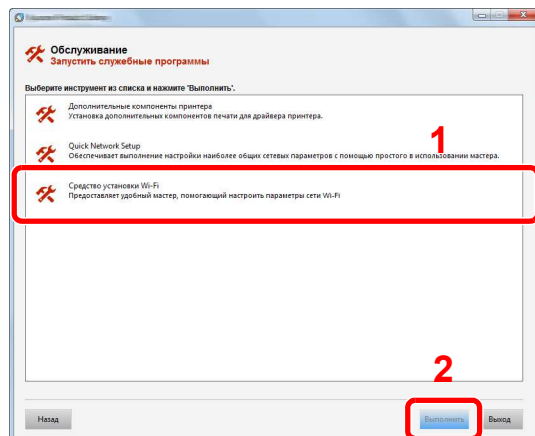 Обслуживание
Запустить служебные программы
Выберите инструмент из списка и нажмите 'Выполнить'.
Дополнительные компоненты принтера
Установка дополнительных компонентов печати для драйвера принтера.
1
Quick Network Setup
Обеспечивает выполнение настройки наиболее общих сетевых параметров с помощью простого в использовании мастера.
Средство установки Wi-Fi
Предоставляет удобный мастер, помогающий настроить параметры сети Wi-Fi
2
Назад
Выполнить
Выход